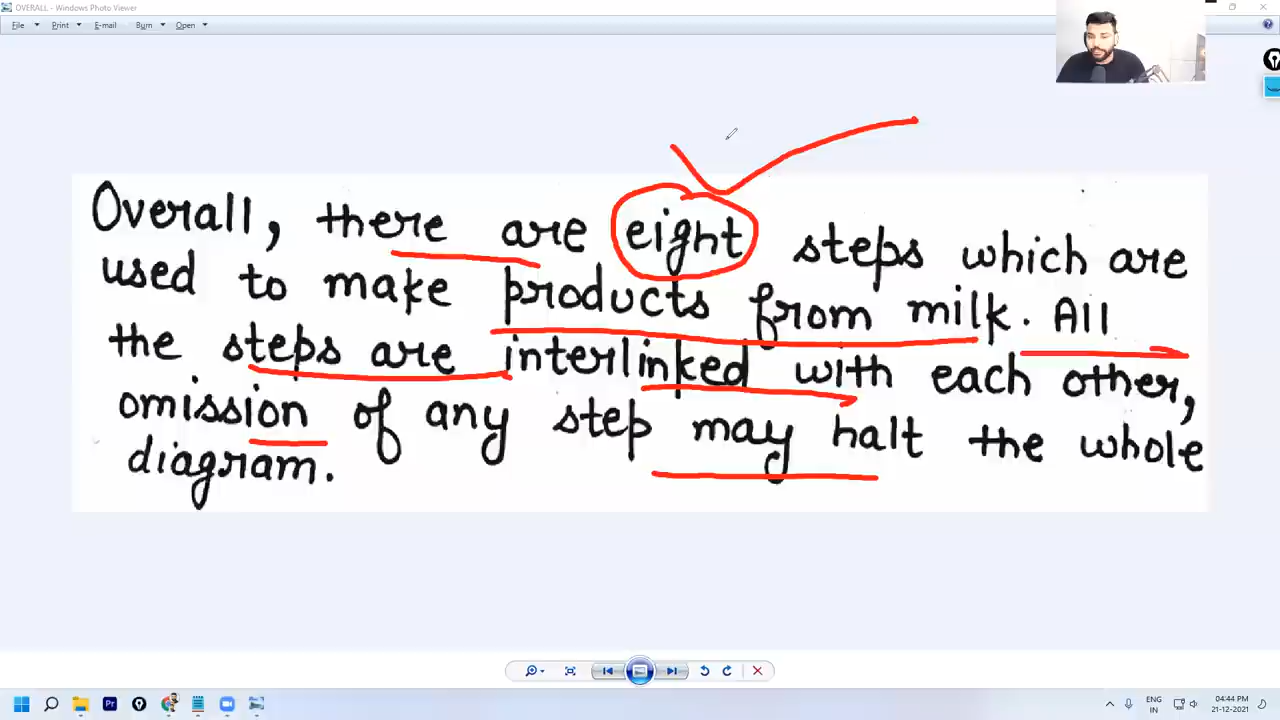 OVERALL - Windows Photo Viewer
File Print E-mail Burn Open
Overall, there are eight steps which are
used to make products from milk. All
the steps are interlinked with each other,
omission of any step may halt the whole
diagram.
Pr
ENG
IN
04:44 PM
21-12-2021